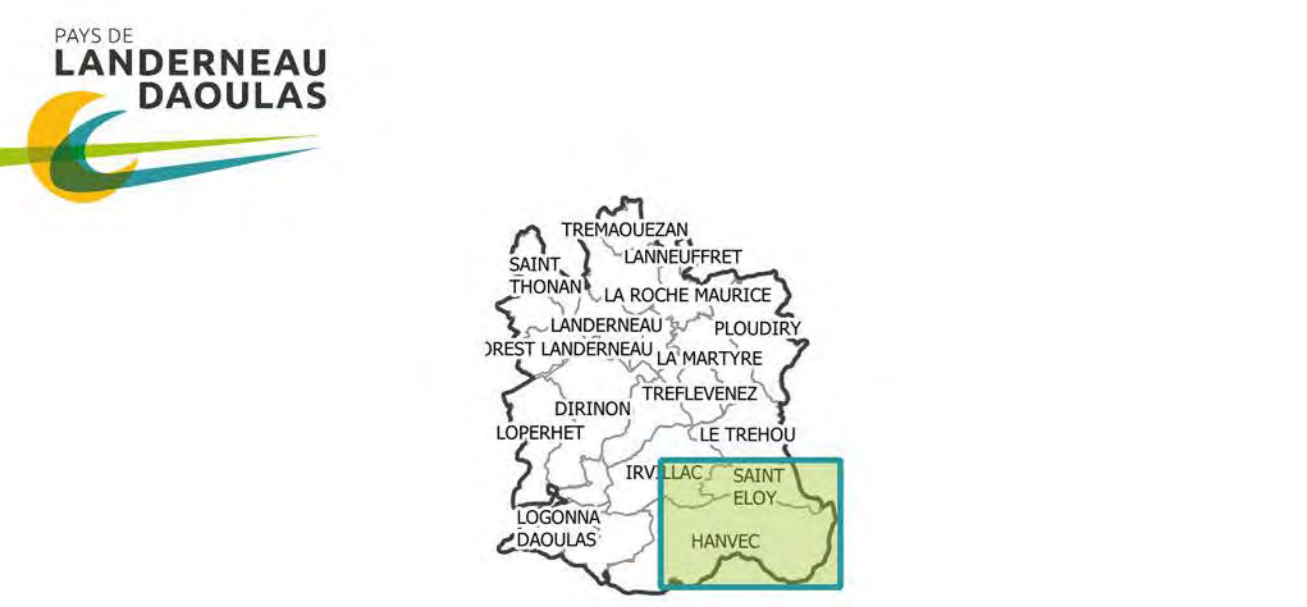 PAYS DE
LANDERNEAU
DAOULAS
TREMAOUEZAN
LANNEUFFRET
SAINT
THONAN
LA ROCHE MAURICE
LANDERNEAU
PLOUDIRY
OREST LANDERNEAU
LA MARTYRE
TREFLEVENEZ
DIRINON
LOPERHET
LE TREHOU
IRVILLAC
SAINT
ELOY
LOGONNA
DAOULAS
HANVEC